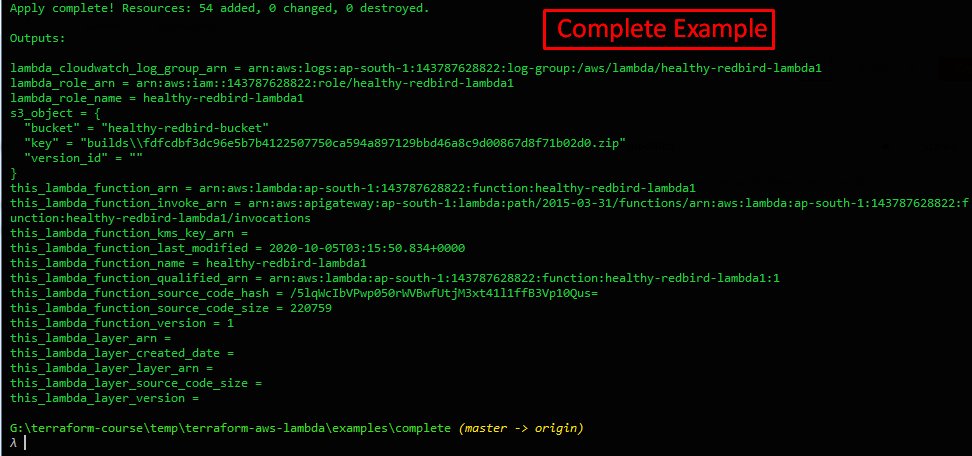 Apply complete! Resources: 54 added, 0 changed, 0 destroyed.
Complete Example
Outputs:
lambda_cloudwatch_log_group_arn = arn:aws:logs:ap-south-1:143787628822:log-group:/aws/lambda/healthy-redbird-lambda1
lambda_role_arn = arn:aws:iam::143787628822:role/healthy-redbird-lambda1
lambda_role_name = healthy-redbird-lambda1
s3_object = {
  "bucket" = "healthy-redbird-bucket"
  "key" = "builds\\fdfcdbf3dc96e5b7b4122507750ca594a897129bbd46a8c9d00867d8f71b02d0.zip"
  "version_id" = ""
}
this_lambda_function_arn = arn:aws:lambda:ap-south-1:143787628822:function:healthy-redbird-lambda1
this_lambda_function_invoke_arn = arn:aws:apigateway:ap-south-1:lambda:path/2015-03-31/functions/arn:aws:lambda:ap-south-1:143787628822:f
unction:healthy-redbird-lambda1/invocations
this_lambda_function_kms_key_arn =
this_lambda_function_last_modified = 2020-10-05T03:15:50.834+0000
this_lambda_function_name = healthy-redbird-lambda1
this_lambda_function_qualified_arn = arn:aws:lambda:ap-south-1:143787628822:function:healthy-redbird-lambda1:1
this_lambda_function_source_code_hash = /5lqWcIbVPwp050rWVBwfUtjM3xt41l1ffB3Vp10Qus=
this_lambda_function_source_code_size = 220759
this_lambda_function_version = 1
this_lambda_layer_arn =
this_lambda_layer_created_date =
this_lambda_layer_layer_arn =
this_lambda_layer_source_code_size =
this_lambda_layer_version =
G:\terraform-course\temp\terraform-aws-lambda\examples\complete (master -> origin)
λ